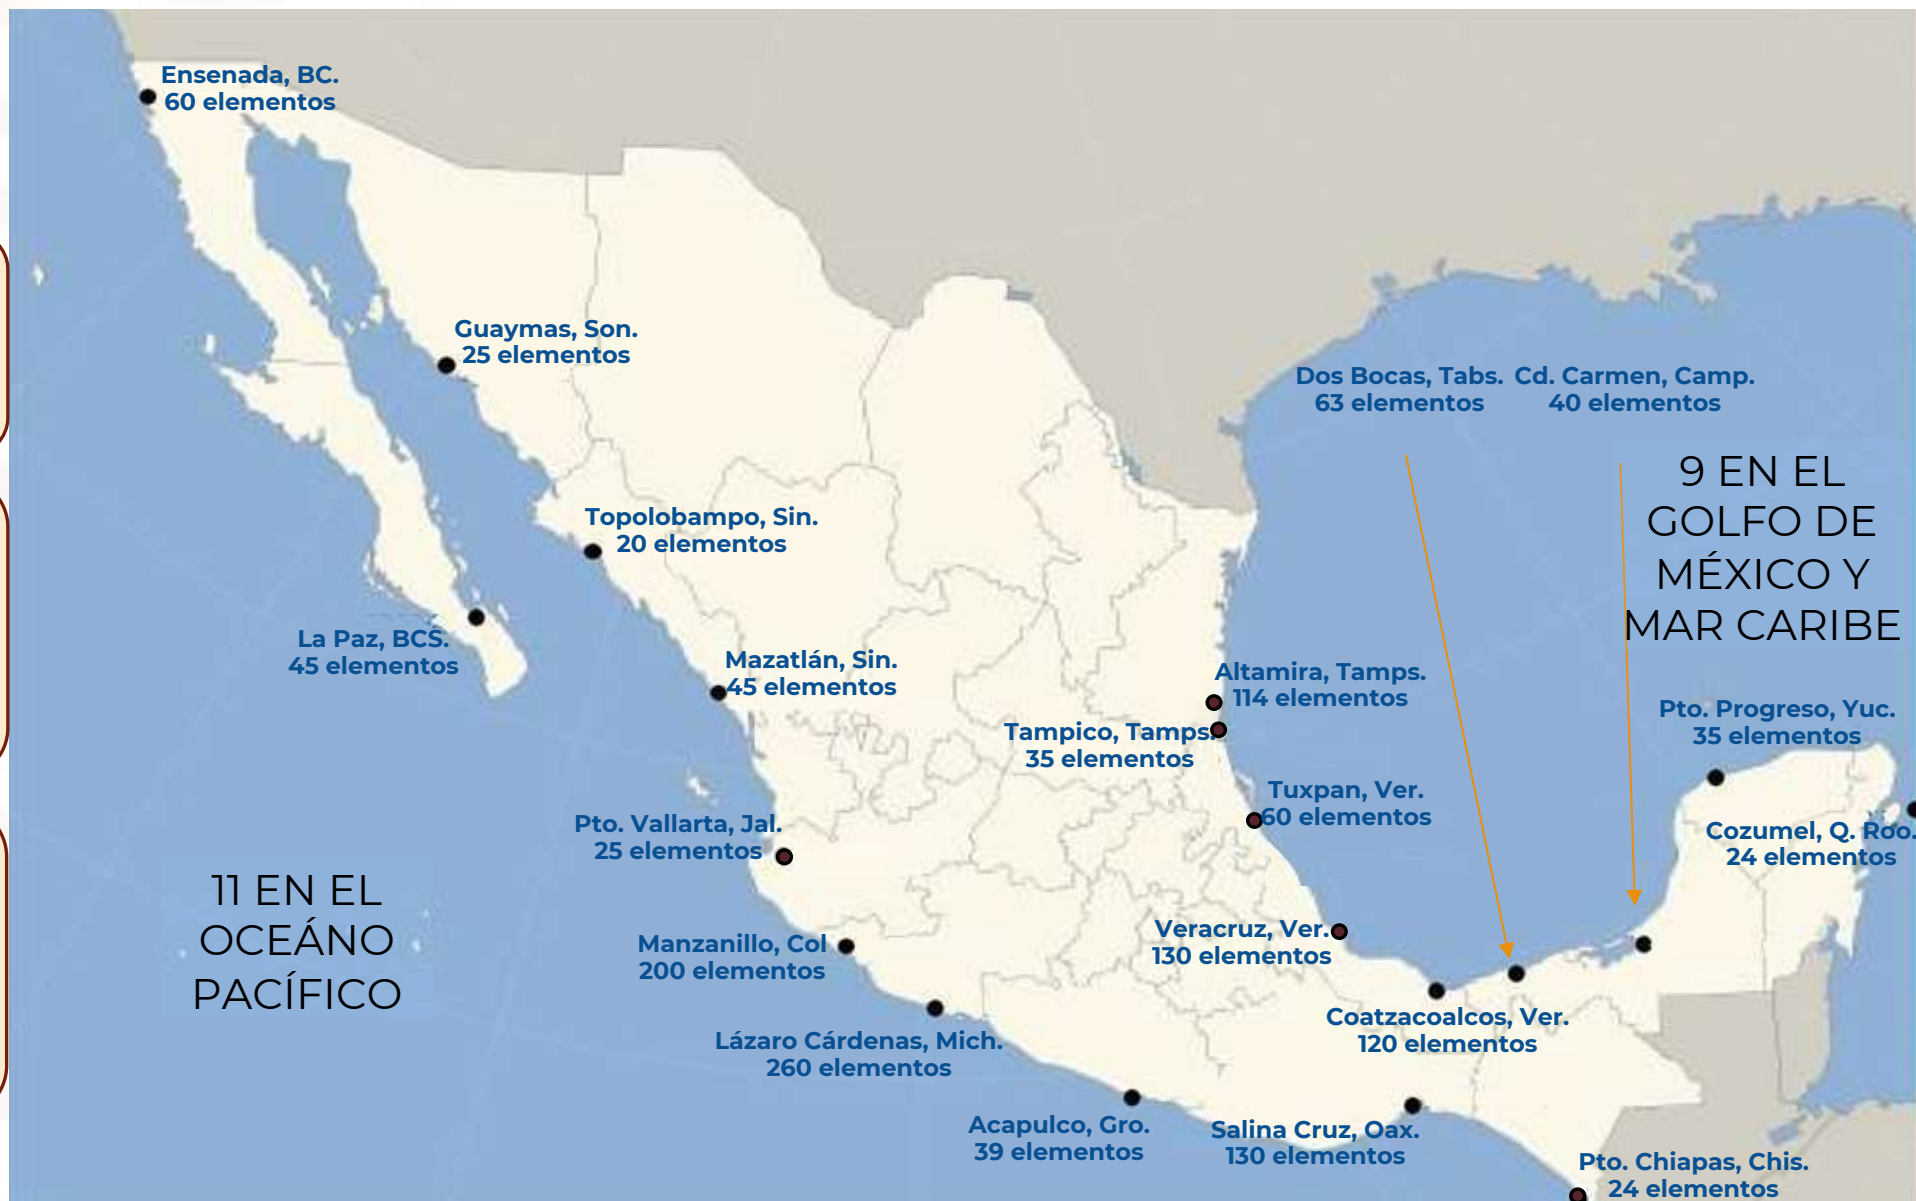 Ensenada, BC.
60 elementos
Guaymas, Son.
25 elementos
Dos Bocas, Tabs.
63 elementos
Cd. Carmen, Camp.
40 elementos
9 EN EL
GOLFO DE
MÉXICO Y
MAR CARIBE
Topolobampo, Sin.
20 elementos
La Paz, BCS.
45 elementos
Mazatlán, Sin.
45 elementos
Altamira, Tamps.
114 elementos
Tampico, Tamps.
35 elementos
Pto. Progreso, Yuc.
35 elementos
Tuxpan, Ver.
60 elementos
Pto. Vallarta, Jal.
25 elementos
Cozumel, Q. Roo.
24 elementos
11 EN EL
OCEÁNO
PACÍFICO
Manzanillo, Col
200 elementos
Veracruz, Ver.
130 elementos
Coatzacoalcos, Ver.
120 elementos
Lázaro Cárdenas, Mich.
260 elementos
Acapulco, Gro.
39 elementos
Salina Cruz, Oax.
130 elementos
Pto. Chiapas, Chis.
24 elementos